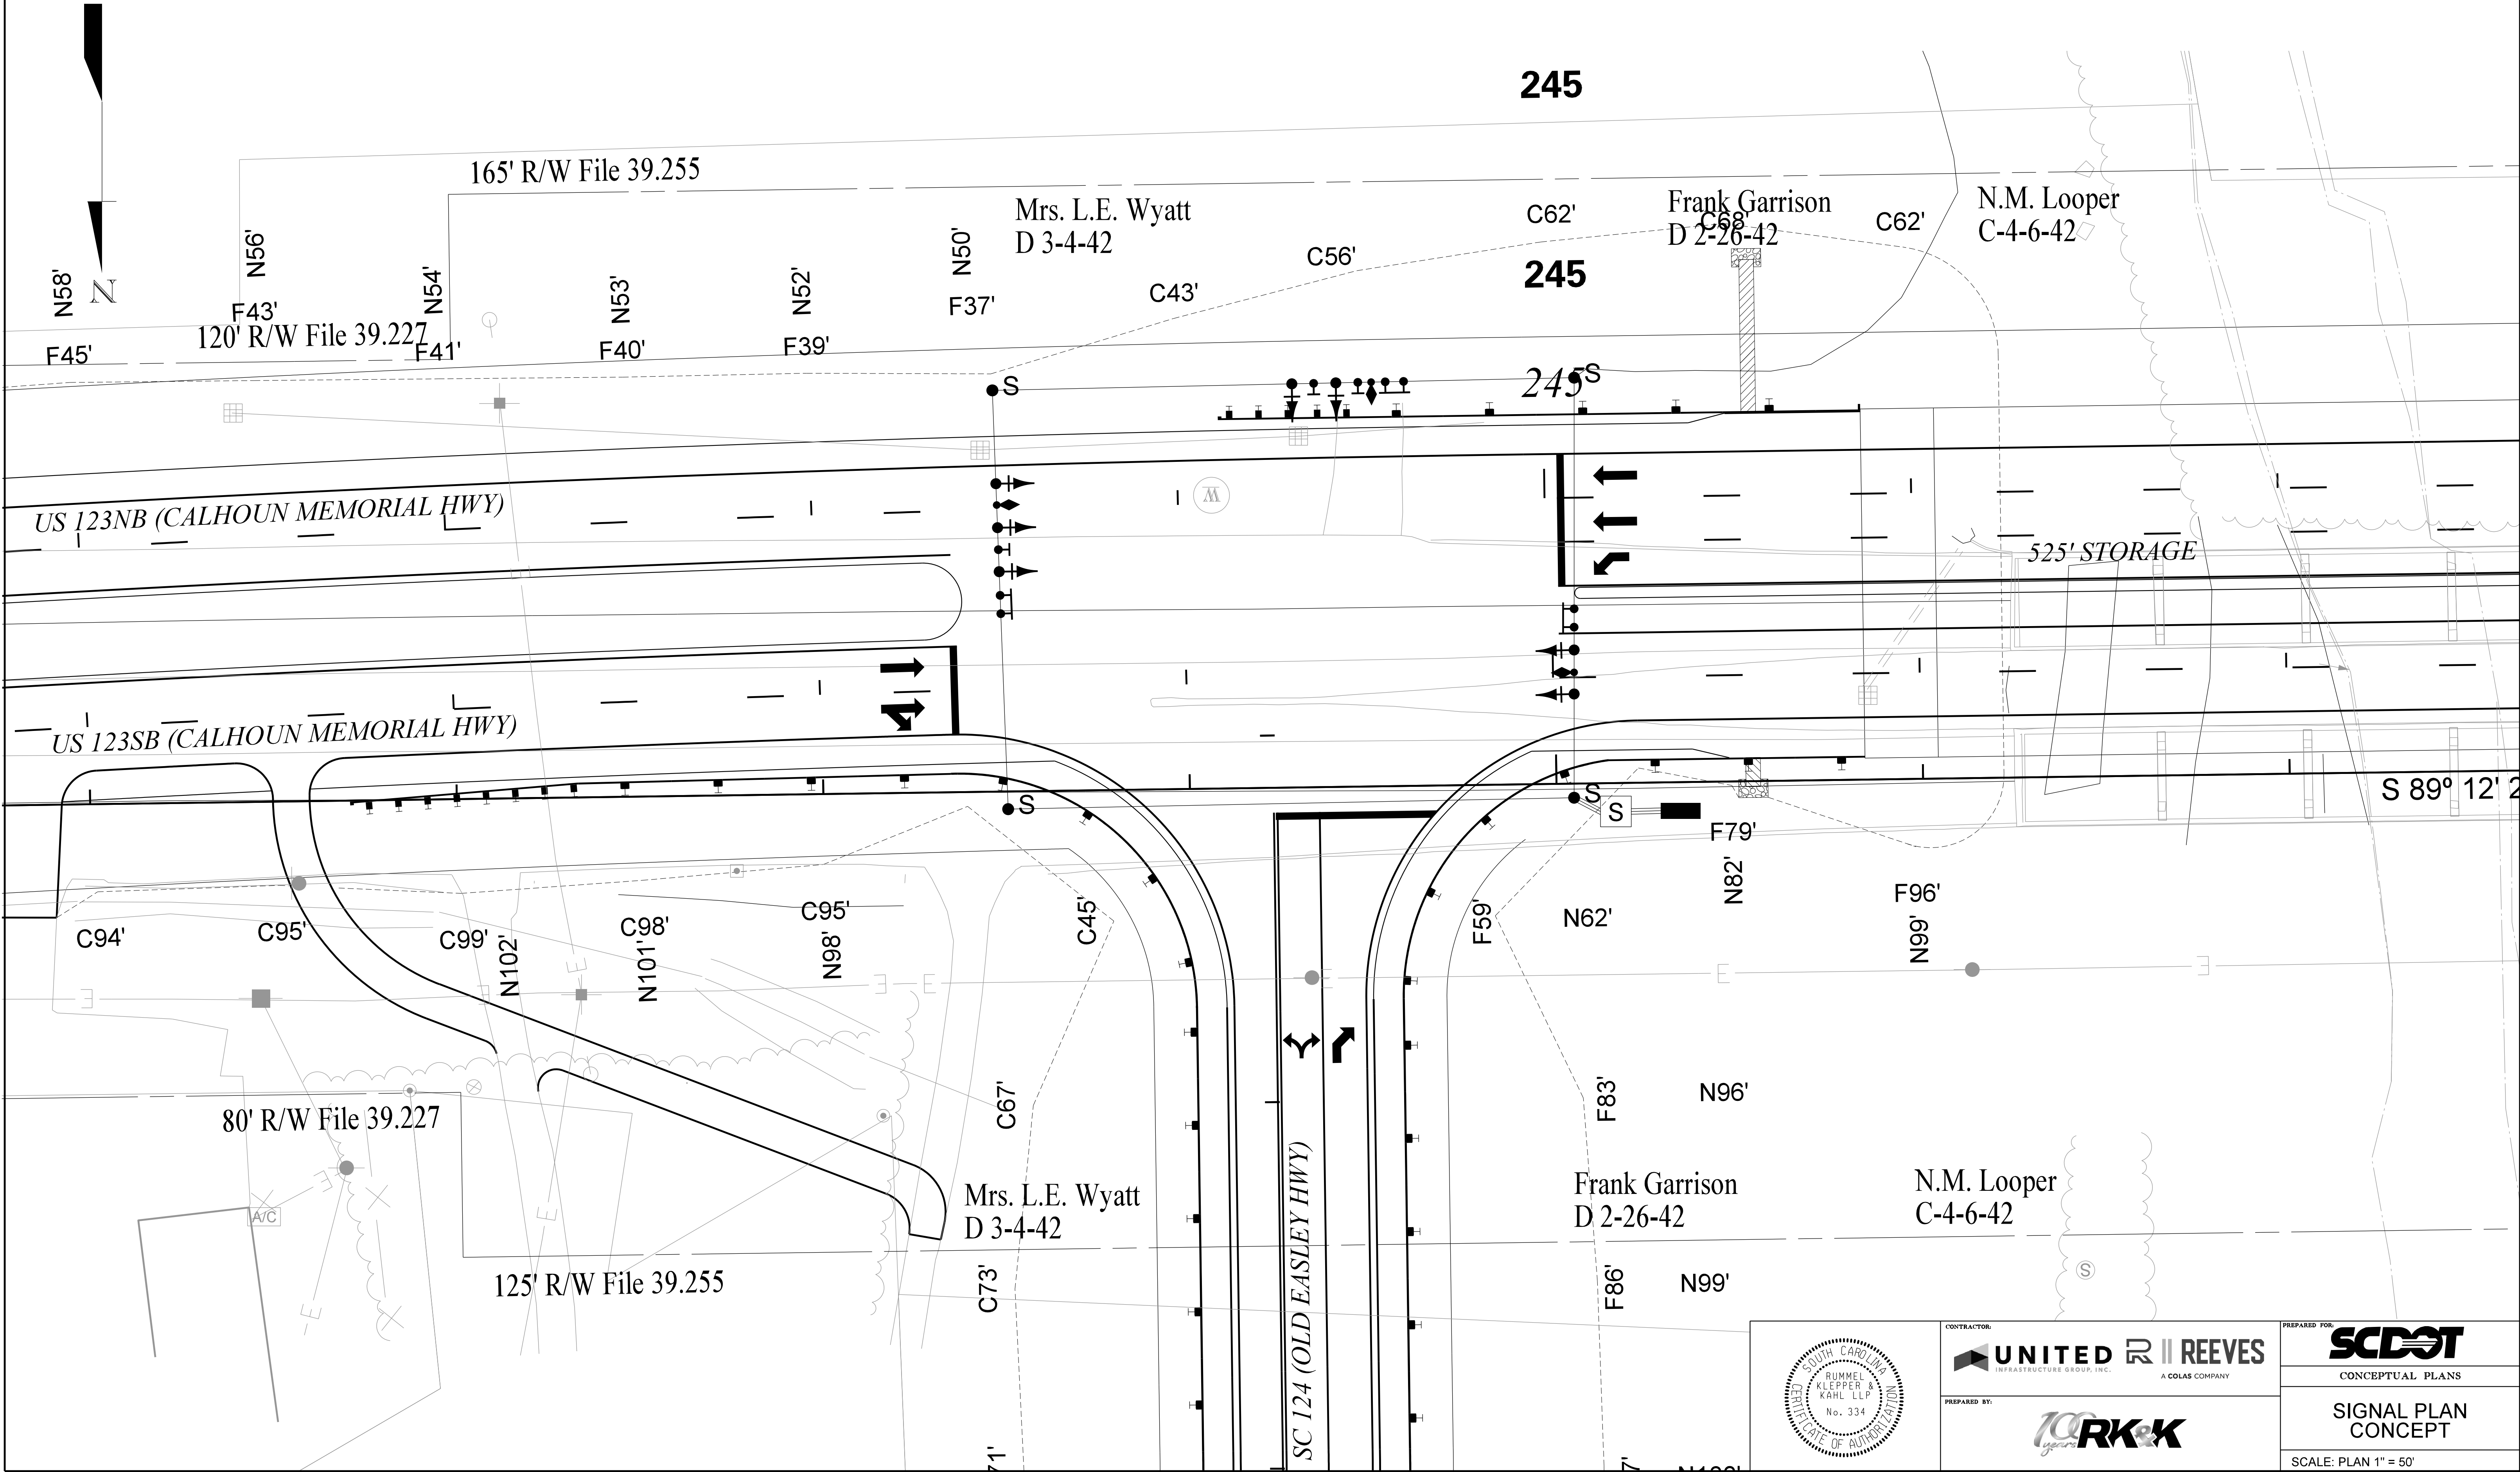 245
165' R/W File 39.255
Mrs. L.E. Wyatt
D 3-4-42
Frank Garrison
D 2-26-42
N.M. Looper
C-4-6-42
C62'
C68'
C62'
N58'
N56'
N54'
N53'
N52'
N50'
C56'
245
C43'
N
F43'
F37'
120' R/W File 39.227
F45'
F41'
F40'
F39'
S
245
S
W
US 123NB (CALHOUN MEMORIAL HWY)
525' STORAGE
US 123SB (CALHOUN MEMORIAL HWY)
S 89° 12' 2
S
S
S
F79'
N82'
F96'
N99'
C94'
C95'
C99'
N102'
C98'
N101'
C95'
N98'
C45'
F59'
N62'
E
E
E
E
E
E
E
E
80' R/W File 39.227
C67'
F83'
N96'
Mrs. L.E. Wyatt
D 3-4-42
Frank Garrison
D 2-26-42
N.M. Looper
C-4-6-42
A/C
E
E
E
125' R/W File 39.255
C73'
F86'
N99'
S
SC 124 (OLD EASLEY HWY)
SOUTH CAROLINA
RUMMEL
KLEPPER &
KAHL LLP
No. 334
CERTIFICATE OF AUTHORIZATION
CONTRACTOR:
UNITED
INFRASTRUCTURE GROUP, INC.
R REEVES
A COLAS COMPANY
PREPARED BY:
100 years RK&K
PREPARED FOR:
SCDOT
CONCEPTUAL PLANS
SIGNAL PLAN
CONCEPT
SCALE: PLAN 1" = 50'